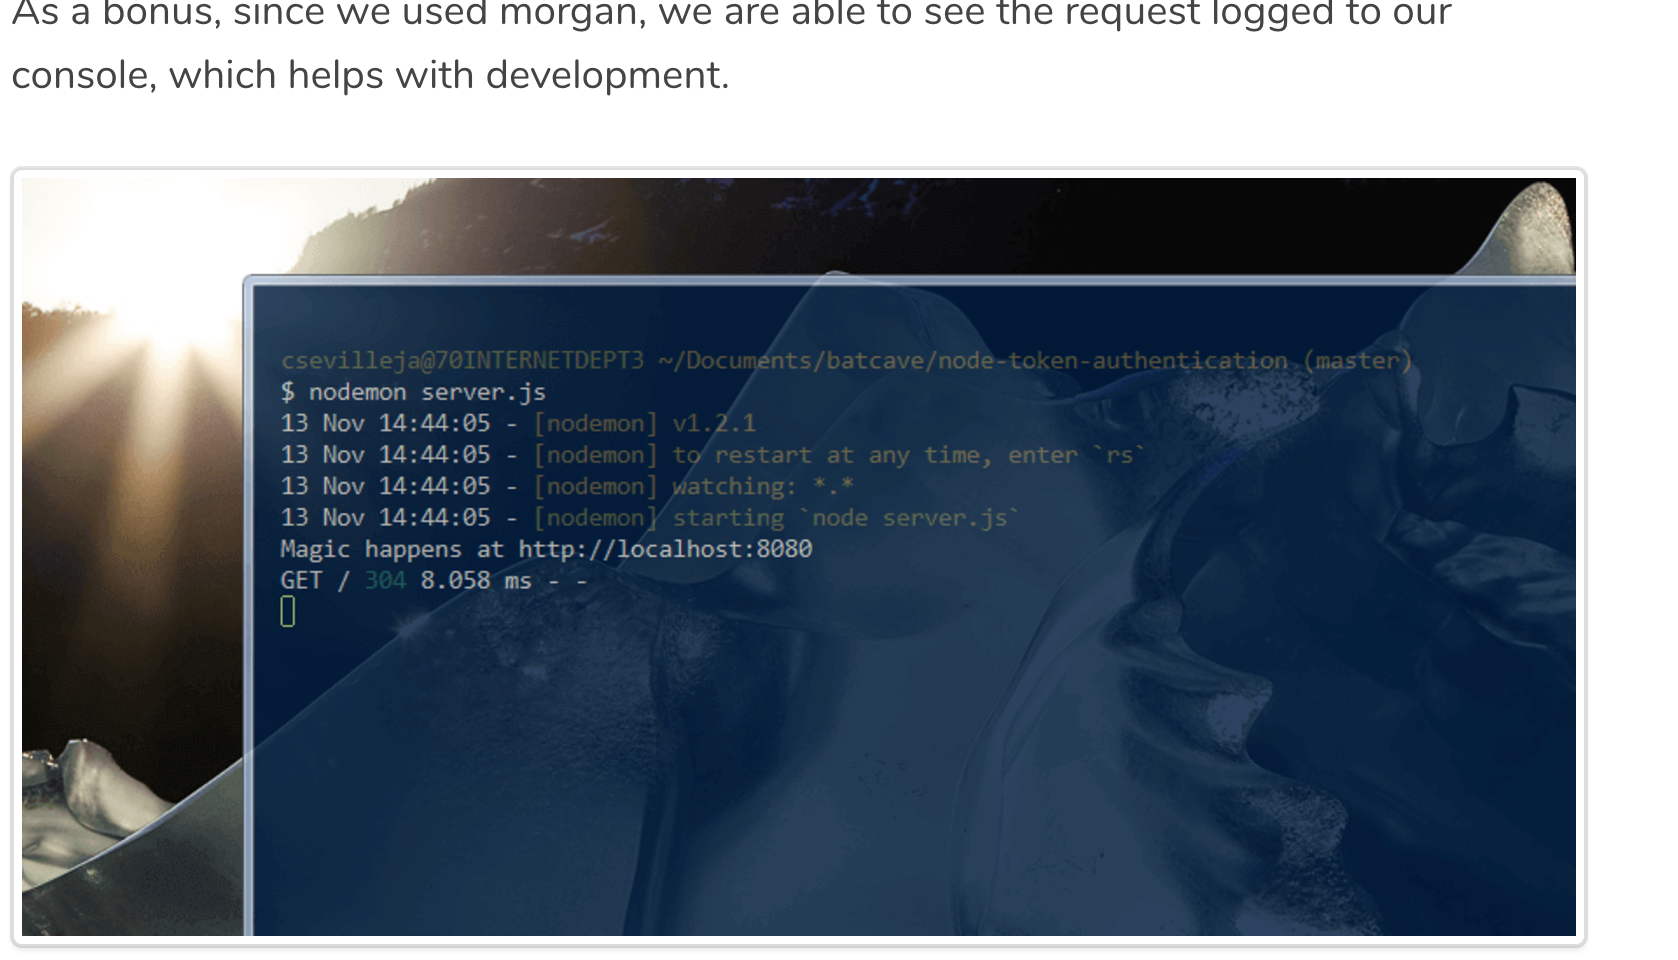 As a bonus, since we used morgan, we are able to see the request logged to our
console, which helps with development.
csevilleja@70INTERNETDEPT3 ~/Documents/batcave/node-token-authentication (master)
$ nodemon server.js
13 Nov 14:44:05 - [nodemon] v1.2.1
13 Nov 14:44:05 - [nodemon] to restart at any time, enter `rs`
13 Nov 14:44:05 - [nodemon] watching: *.*
13 Nov 14:44:05 - [nodemon] starting `node server.js`
Magic happens at http://localhost:8080
GET / 304 8.058 ms - -